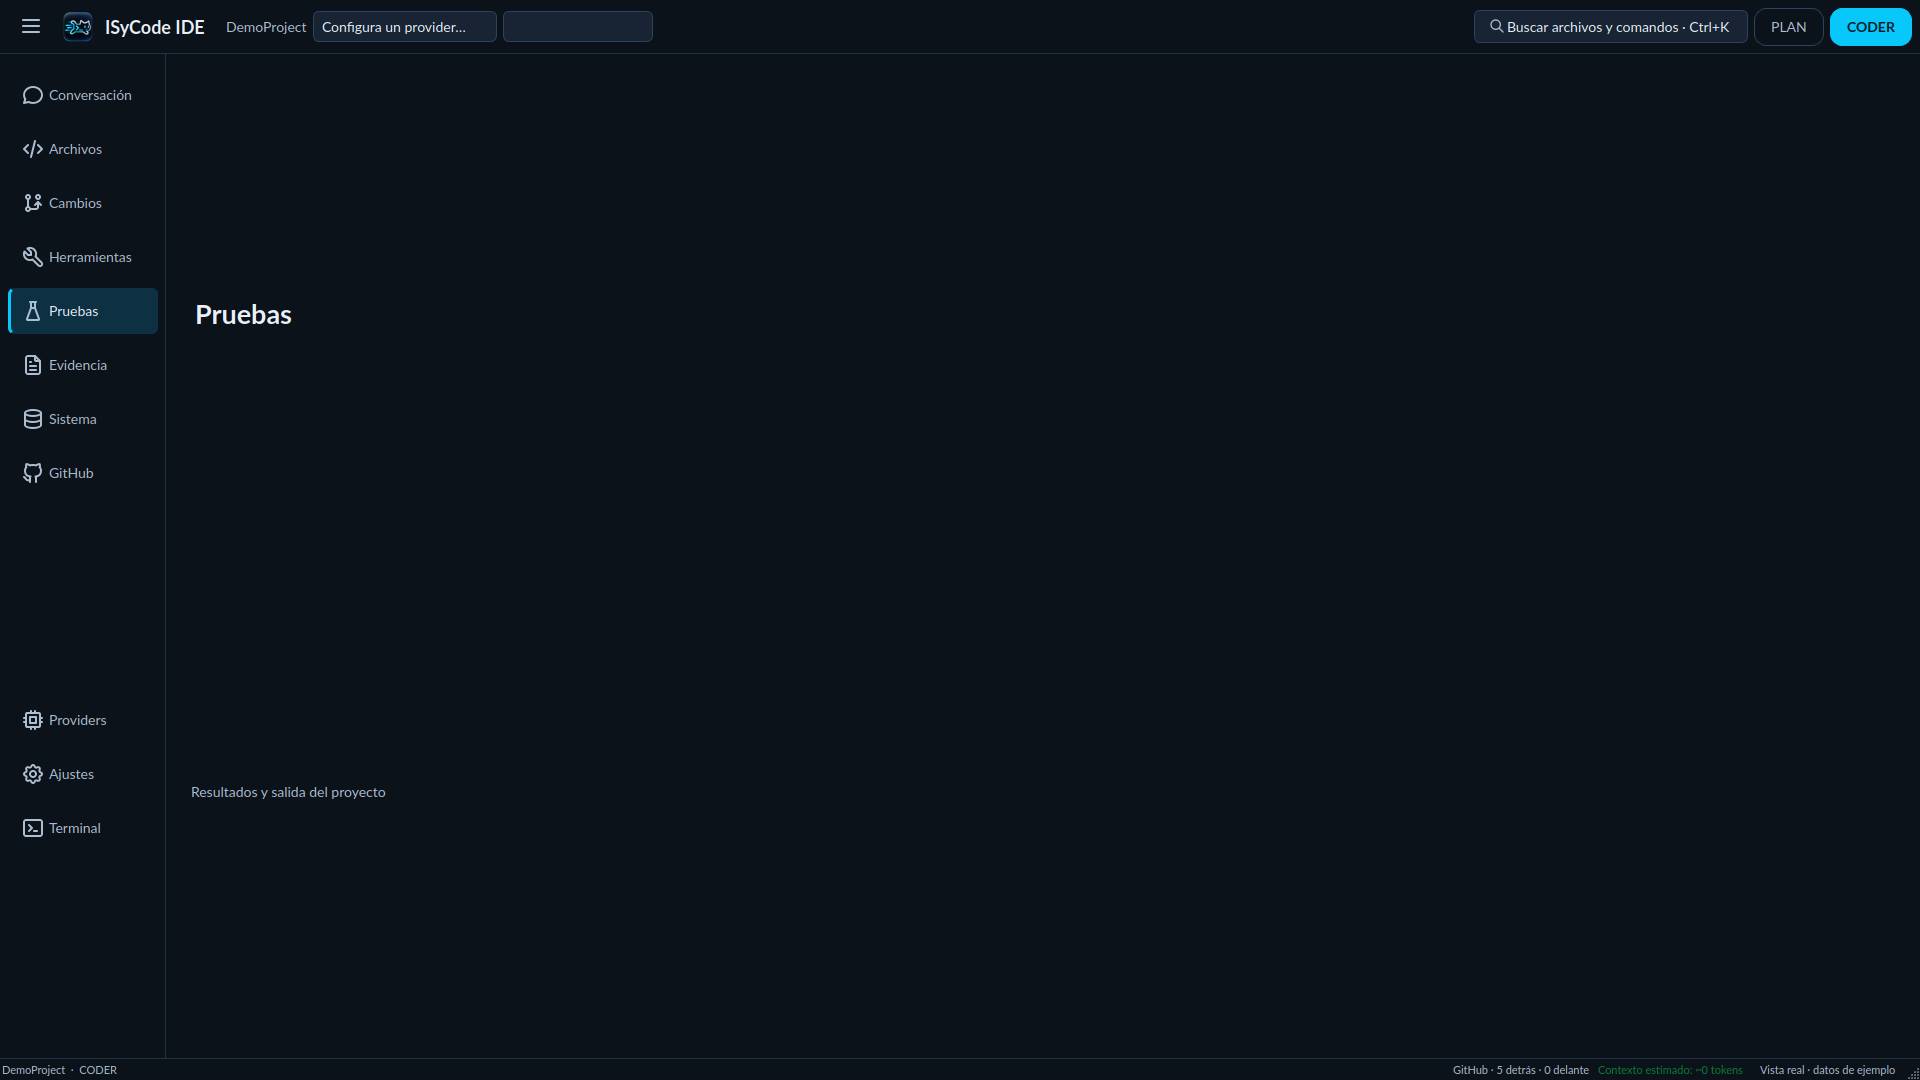 ISyCode IDE
DemoProject
Configura un provider...
Buscar archivos y comandos · Ctrl+K
PLAN
CODER
Conversación
Archivos
Cambios
Herramientas
Pruebas
Evidencia
Sistema
GitHub
Providers
Ajustes
Terminal
Pruebas
Resultados y salida del proyecto
DemoProject · CODER
GitHub · 5 detrás · 0 delante
Contexto estimado: ~0 tokens
Vista real · datos de ejemplo